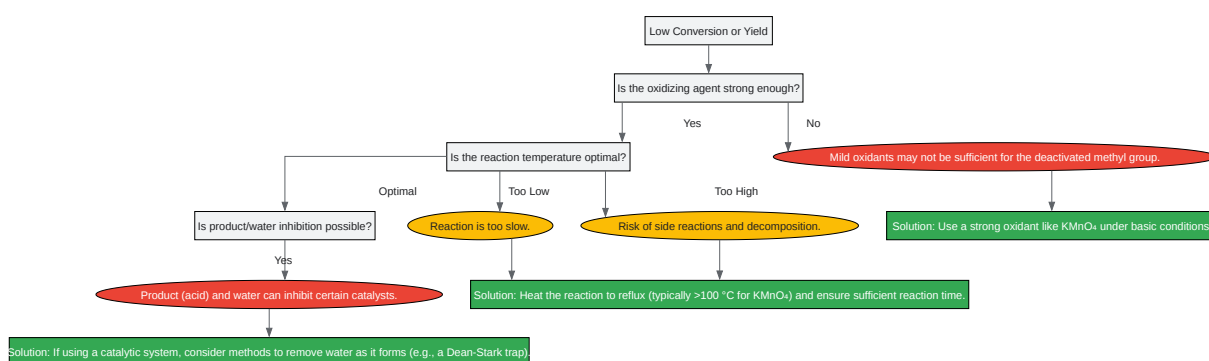 Low Conversion or Yield
Is the oxidizing agent strong enough?
Yes
No
Is the reaction temperature optimal?
Mild oxidants may not be sufficient for the deactivated methyl group.
Optimal
Too Low
Too High
Is product/water inhibition possible?
Reaction is too slow.
Risk of side reactions and decomposition.
Solution: Use a strong oxidant like KMnO₄ under basic conditions
Yes
Product (acid) and water can inhibit certain catalysts.
Solution: Heat the reaction to reflux (typically >100 °C for KMnO₄) and ensure sufficient reaction time.
Solution: If using a catalytic system, consider methods to remove water as it forms (e.g., a Dean-Stark trap).